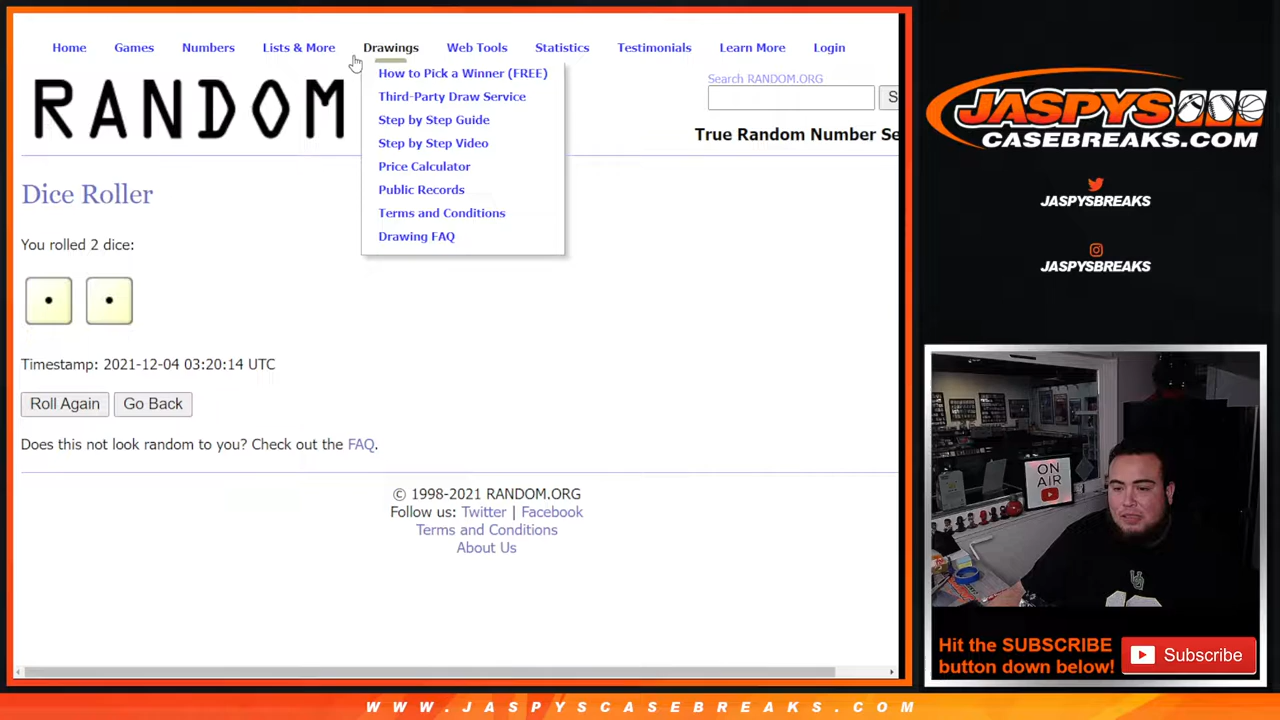 Home Games Numbers Lists & More Drawings Web Tools Statistics Testimonials Learn More Login
How to Pick a Winner (FREE)
Third-Party Draw Service
Step by Step Guide
Step by Step Video
Price Calculator
Public Records
Terms and Conditions
Drawing FAQ
RANDOM
Search RANDOM.ORG
S
True Random Number Se
Dice Roller
You rolled 2 dice:
Timestamp: 2021-12-04 03:20:14 UTC
Roll Again Go Back
Does this not look random to you? Check out the FAQ.
© 1998-2021 RANDOM.ORG
Follow us: Twitter | Facebook
Terms and Conditions
About Us
JASPYS
CASEBREAKS.COM
JASPYSBREAKS
JASPYSBREAKS
ON
AIR
Hit the SUBSCRIBE
button down below!
Subscribe
WWW.JASPYSCASEBREAKS.COM